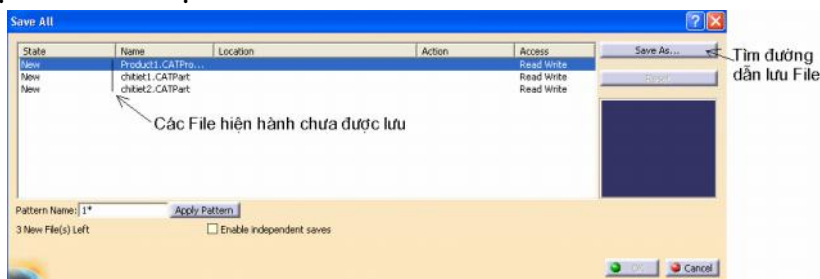 Save All
State Name Location Action Access
New Product1.CATPro... Read Write
New chitiet1.CATPart Read Write
New chitiet2.CATPart Read Write
Save As...
Reset
Tìm đường
dẫn lưu File
Các File hiện hành chưa được lưu
Pattern Name: 1* Apply Pattern
3 New File(s) Left Enable independent saves
OK Cancel